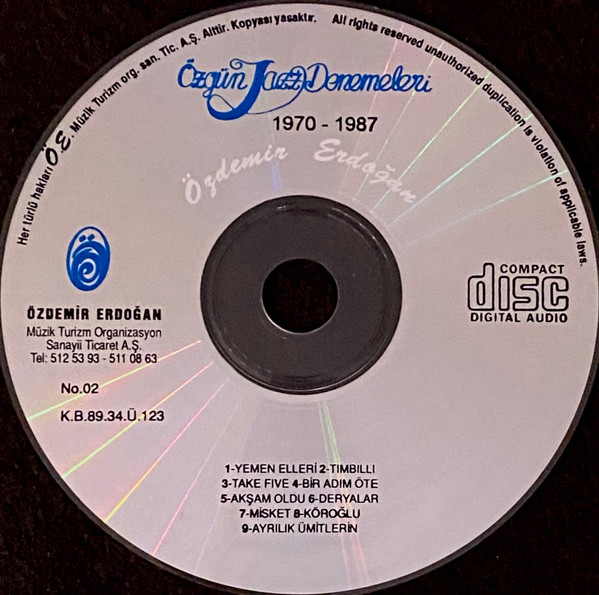 Her türlü hakları Ö.E. Müzik Turizm org. san. Tic. A.Ş. Aittir. Kopyası yasaktır. All rights reserved unauthorized duplication is violation of applicable laws.
Özgün Jazz Denemeleri
1970 - 1987
Özdemir Erdoğan
ÖZDEMİR ERDOĞAN
Müzik Turizm Organizasyon
Sanayii Ticaret A.Ş.
Tel: 512 53 93 - 511 08 63
No.02
K.B.89.34.Ü.123
COMPACT
disc
DIGITAL AUDIO
1-YEMEN ELLERİ 2-TIMBILLI
3-TAKE FIVE 4-BİR ADIM ÖTE
5-AKŞAM OLDU 6-DERYALAR
7-MİSKET 8-KÖROĞLU
9-AYRILIK ÜMİTLERİN